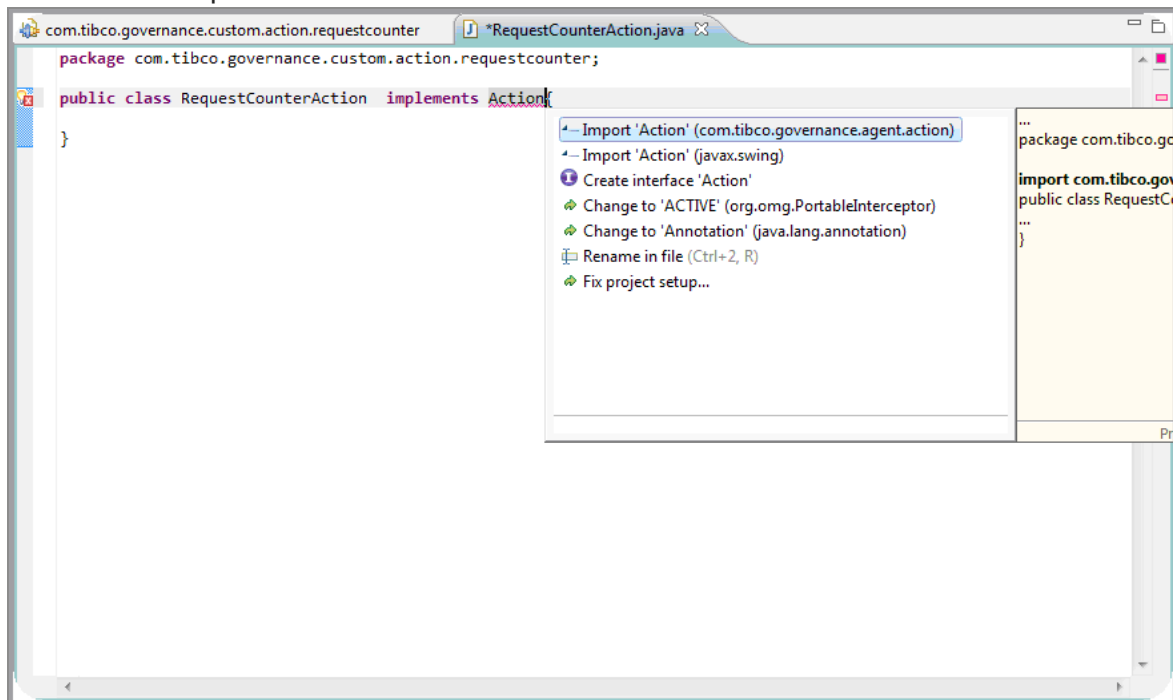 com.tibco.governance.custom.action.requestcounter
*RequestCounterAction.java
package com.tibco.governance.custom.action.requestcounter;
public class RequestCounterAction  implements Action{
}
Import 'Action' (com.tibco.governance.agent.action)
Import 'Action' (javax.swing)
Create interface 'Action'
Change to 'ACTIVE' (org.omg.PortableInterceptor)
Change to 'Annotation' (java.lang.annotation)
Rename in file (Ctrl+2, R)
Fix project setup...
...
package com.tibco.go
import com.tibco.gov
public class RequestC
...
}
Pr